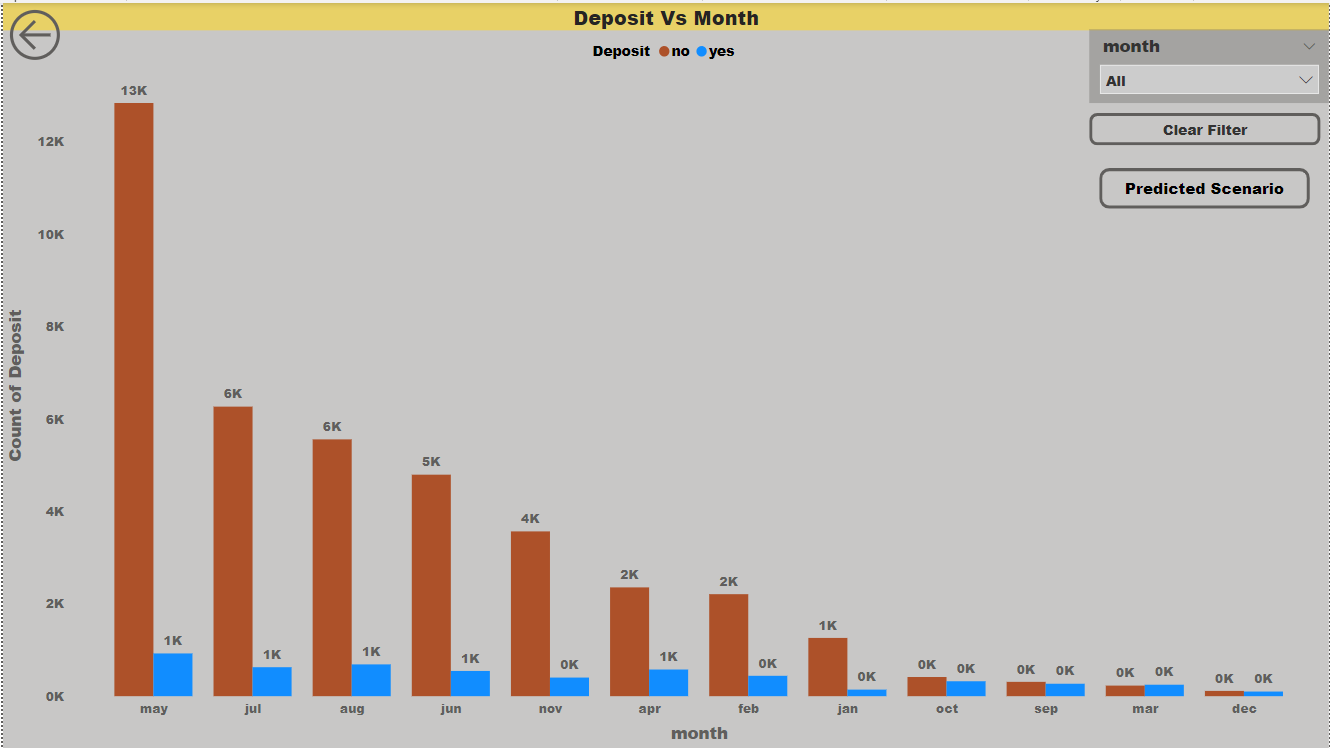 Deposit Vs Month
Deposit no yes
month
All
Clear Filter
Predicted Scenario
Count of Deposit
12K
10K
8K
6K
4K
2K
0K
13K
1K
6K
1K
6K
1K
5K
1K
4K
0K
2K
1K
2K
0K
1K
0K
0K
0K
0K
0K
0K
0K
0K
0K
may jul aug jun nov apr feb jan oct sep mar dec
month